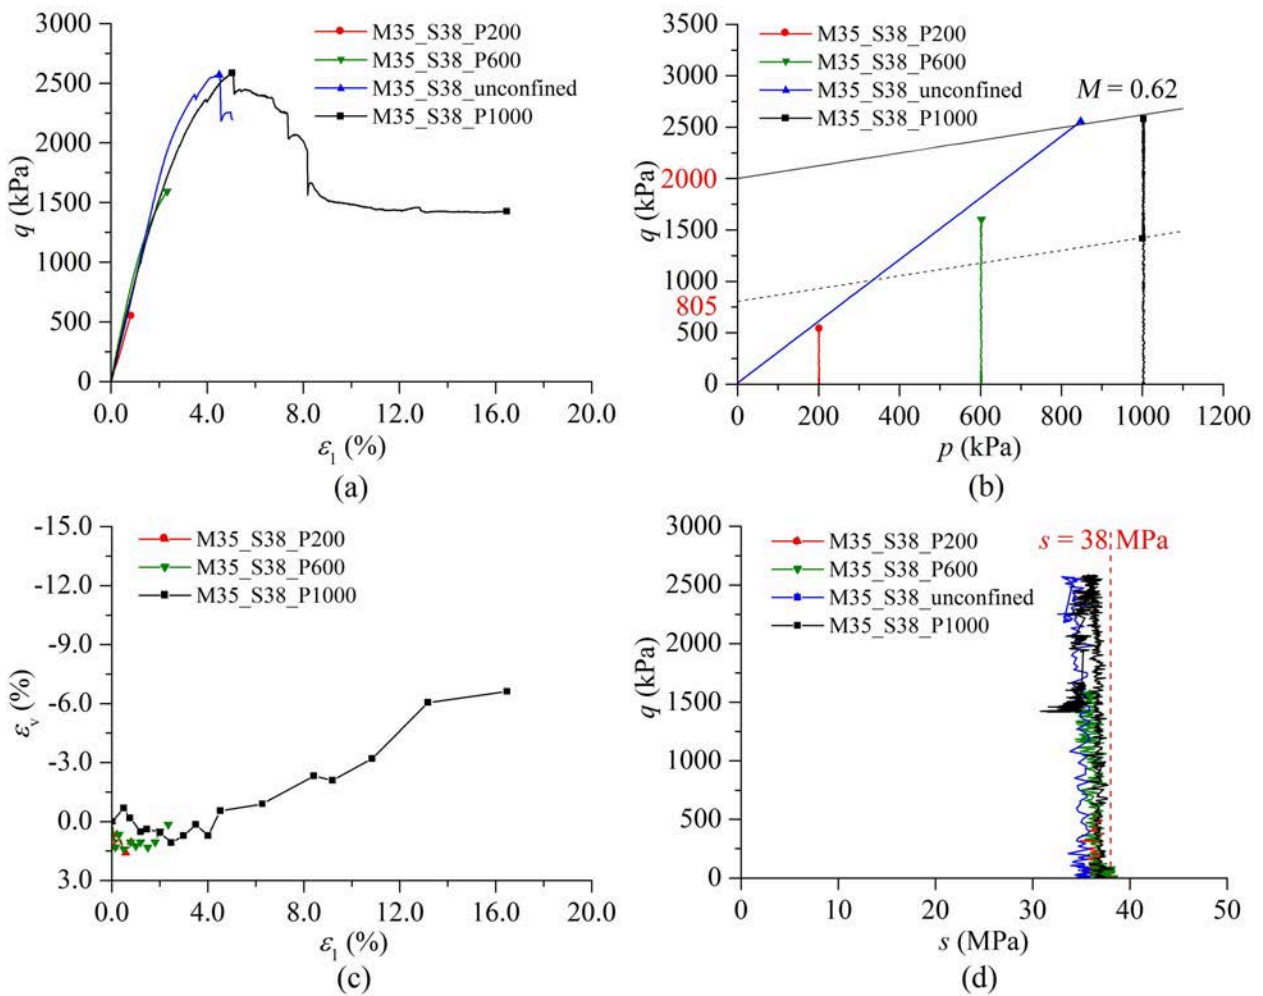 3000
2500
2000
1500
1000
500
0
q (kPa)
M35_S38_P200
M35_S38_P600
M35_S38_unconfined
M35_S38_P1000
0.0 4.0 8.0 12.0 16.0 20.0
ε1 (%)
(a)
3500
3000
2500
2000
1500
1000
805
500
0
q (kPa)
M35_S38_P200
M35_S38_P600
M35_S38_unconfined
M35_S38_P1000
M = 0.62
0 200 400 600 800 1000 1200
p (kPa)
(b)
-15.0
-12.0
-9.0
-6.0
-3.0
0.0
3.0
εv (%)
M35_S38_P200
M35_S38_P600
M35_S38_P1000
0.0 4.0 8.0 12.0 16.0 20.0
ε1 (%)
(c)
3000
2500
2000
1500
1000
500
0
q (kPa)
M35_S38_P200
M35_S38_P600
M35_S38_unconfined
M35_S38_P1000
s = 38 MPa
0 10 20 30 40 50
s (MPa)
(d)